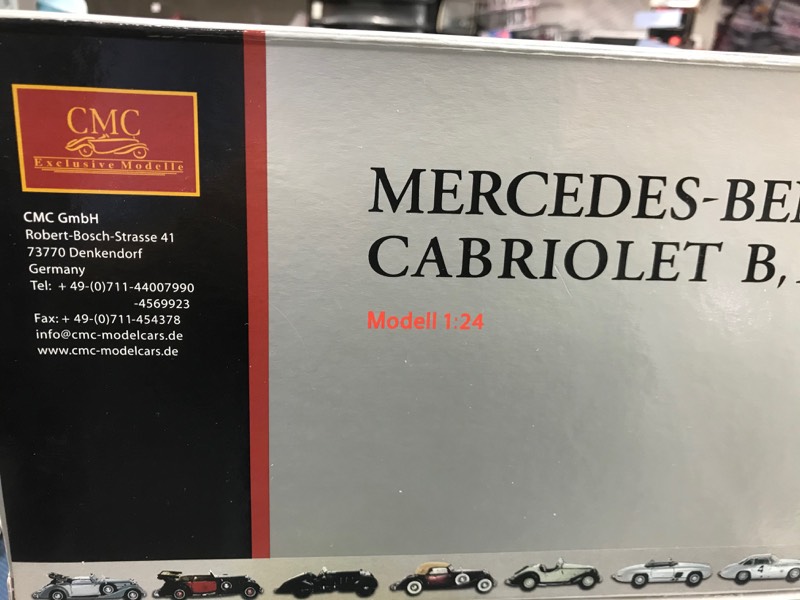 CMC
Exclusive Modelle
CMC GmbH
Robert-Bosch-Strasse 41
73770 Denkendorf
Germany
Tel: + 49-(0)711-44007990
-4569923
Fax: + 49-(0)711-454378
info@cmc-modelcars.de
www.cmc-modelcars.de
MERCEDES-BE
CABRIOLET B,
Modell 1:24
4